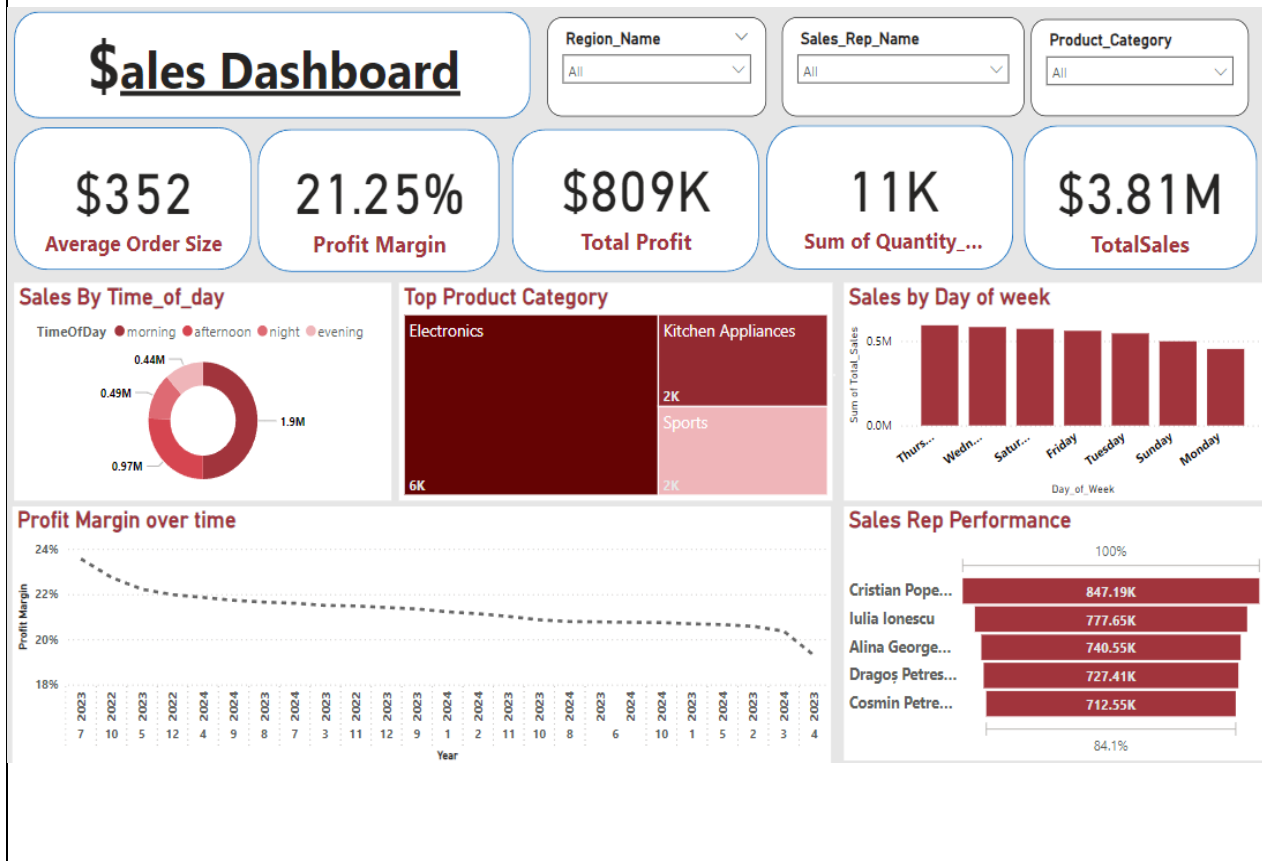 $ales Dashboard
Region_Name
All
Sales_Rep_Name
All
Product_Category
All
$352
Average Order Size
21.25%
Profit Margin
$809K
Total Profit
11K
Sum of Quantity_...
$3.81M
TotalSales
Sales By Time_of_day
TimeOfDay morning afternoon night evening
0.44M
0.49M
1.9M
0.97M
Top Product Category
Electronics
6K
Kitchen Appliances
2K
Sports
2K
Sales by Day of week
Sum of Total_Sales
0.5M
0.0M
Thurs... Wedn... Satur... Friday Tuesday Sunday Monday
Day_of_Week
Profit Margin over time
Profit Margin
24%
22%
20%
18%
2023 2022 2023 2022 2024 2024 2023 2024 2023 2022 2023 2023 2024 2024 2023 2023 2024 2023 2024 2024 2023 2024 2023 2024 2023
7 10 5 12 4 9 8 7 3 11 12 9 1 2 11 10 8 6 10 1 5 2 3 4
Year
Sales Rep Performance
100%
Cristian Pope... 847.19K
Iulia Ionescu 777.65K
Alina George... 740.55K
Dragoș Petres... 727.41K
Cosmin Petre... 712.55K
84.1%